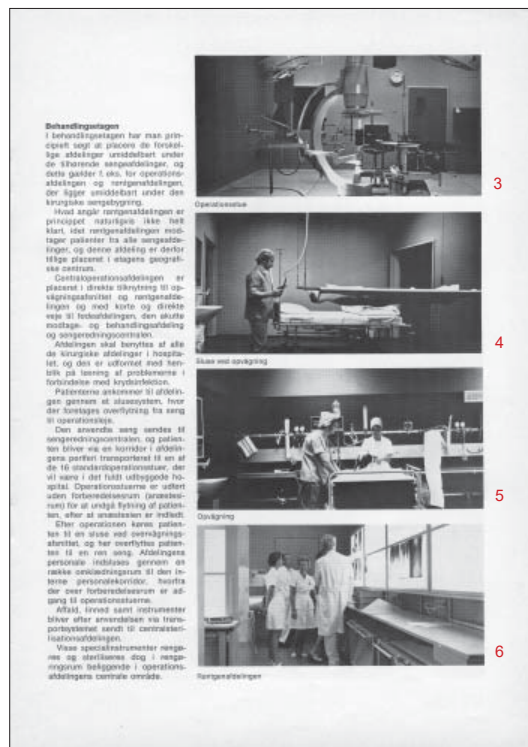 Behandlingsetagen
I behandlingsetagen har man prin-
cipielt søgt at placere de forskel-
lige afdelinger umiddelbart under
de tilhørende sengeafdelinger, og
dette gælder f. eks. for operations-
afdelingen og røntgenafdelingen,
der ligger umiddelbart under den
kirurgiske sengebygning.
Hvad angår røntgenafdelingen er
princippet naturligvis ikke helt
klart, idet røntgenafdelingen mod-
tager patienter fra alle sengeafde-
linger, og denne afdeling er derfor
tillige placeret i etagens geografi-
ske centrum.
Centraloperationsafdelingen er
placeret i direkte tilknytning til op-
vågningsafsnittet og røntgenafde-
lingen og med korte og direkte
veje til fødeafdelingen, den akutte
modtage- og behandlingsafdeling
og sengeredningscentralen.
Afdelingen skal benyttes af alle
de kirurgiske afdelinger i hospita-
let, og den er udformet med hen-
blik på løsning af problemerne i
forbindelse med krydsinfektion.
Patienterne ankommer til afdelin-
gen gennem et slusesystem, hvor
der foretages overflytning fra seng
til operationsleje.
Den anvendte seng sendes til
sengeredningscentralen, og patien-
ten bliver via en korridor i afdelin-
gens periferi transporteret til en af
de 16 standardoperationsstuer, der
vil være i det fuldt udbyggede ho-
spital. Operationsstuerne er udført
uden forberedelsesrum (anæstesi-
rum) for at undgå flytning af patien-
ten, efter at anæstesien er indledt.
Efter operationen køres patien-
ten til en sluse ved overvågnings-
afsnittet, og her overflyttes patien-
ten til en ren seng. Afdelingens
personale indsluses gennem en
række omklædningsrum til den in-
terne personalekorridor, hvorfra
der over forberedelsesrum er ad-
gang til operationsstuerne.
Affald, linned samt instrumenter
bliver efter anvendelsen via trans-
portsystemet sendt til centralsteri-
lisationsafdelingen.
Visse specialinstrumenter rengø-
res og steriliseres dog i rengø-
ringsrum beliggende i operations-
afdelingens centrale område.
Operationsstue
3
Sluse ved opvågning
4
Opvågning
5
Røntgenafdelingen
6